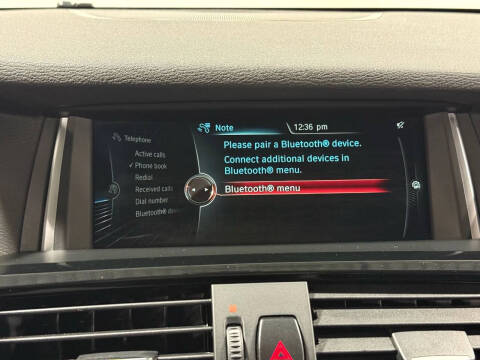 Note
12:36 pm
Telephone
Active calls
Phone book
Redial
Received calls
Dial number
Bluetooth®
Please pair a Bluetooth® device.
Connect additional devices in
Bluetooth® menu.
Bluetooth® menu